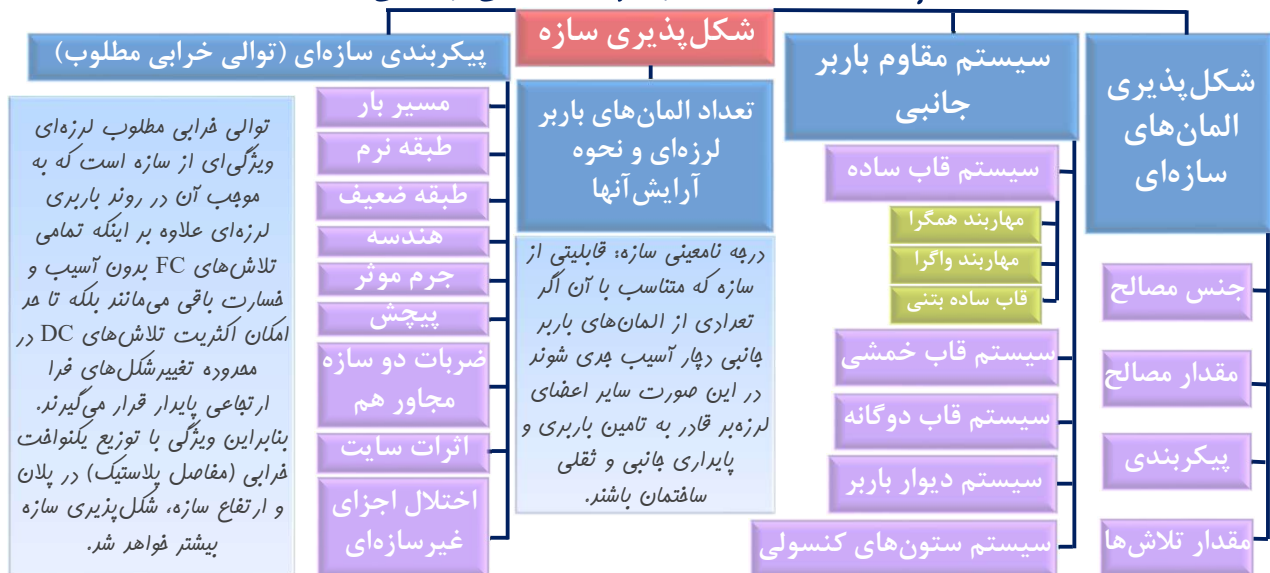 شکل‌پذیری سازه
شکل‌پذیری
المان‌های
سازه‌ای
جنس مصالح
مقدار مصالح
پیکربندی
مقدار تلاش‌ها
سیستم مقاوم باربر
جانبی
سیستم قاب ساده
مهاربند همگرا
مهاربند واگرا
قاب ساده بتنی
سیستم قاب خمشی
سیستم قاب دوگانه
سیستم دیوار باربر
سیستم ستون‌های کنسولی
تعداد المان‌های باربر
لرزه‌ای و نحوه
آرایش آنها
درجه نامعینی سازه: قابلیتی از
سازه که متناسب با آن اگر
تعدادی از المان‌های باربر
جانبی دچار آسیب جدی شوند
در این صورت سایر اعضای
لرزه‌بر قادر به تامین باربری و
پایداری جانبی و ثقلی
ساختمان باشند.
پیکربندی سازه‌ای (توالی خرابی مطلوب)
مسیر بار
طبقه نرم
طبقه ضعیف
هندسه
جرم موثر
پیچش
ضربات دو سازه
مجاور هم
اثرات سایت
اختلال اجزای
غیرسازه‌ای
توالی خرابی مطلوب لرزه‌ای
ویژگی‌ای از سازه است که به
موجب آن در روند باربری
لرزه‌ای علاوه بر اینکه تمامی
تلاش‌های FC بدون آسیب و
خسارت باقی می‌مانند بلکه تا حد
امکان اکثریت تلاش‌های DC در
محدوده تغییرشکل‌های فرا
ارتجاعی پایدار قرار می‌گیرند.
بنابراین ویژگی با توزیع یکنواخت
خرابی (مفاصل پلاستیک) در پلان
و ارتفاع سازه، شکل‌پذیری سازه
بیشتر خواهد شد.